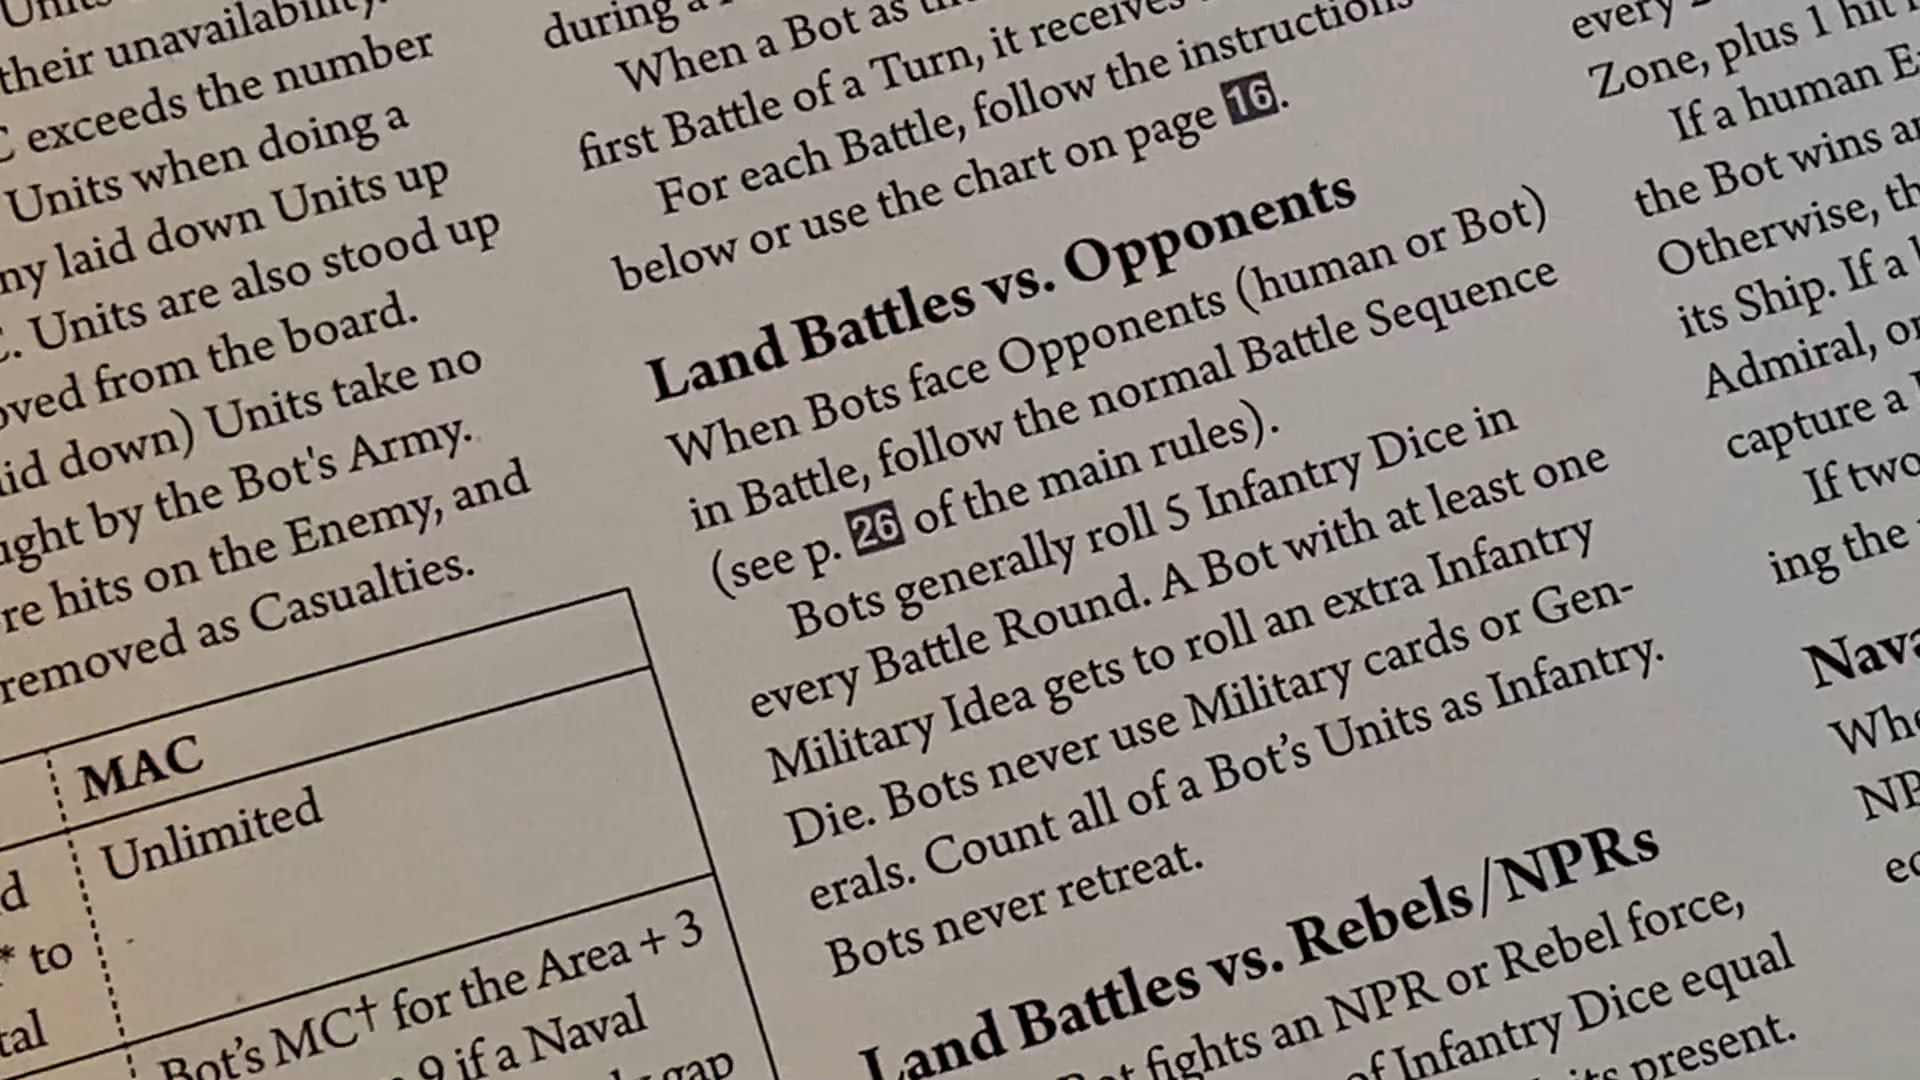 their unavailability.
exceeds the number
Units when doing a
laid down Units up
Units are also stood up
from the board.
down) Units take no
by the Bot's Army.
hits on the Enemy, and
removed as Casualties.
MAC
Unlimited
to
Bot's MC† for the Area + 3
9 if a Naval
gap
during a
When a Bot as
first Battle of a Turn, it receives
For each Battle, follow the instructions
below or use the chart on page 16.
Land Battles vs. Opponents
When Bots face Opponents (human or Bot)
in Battle, follow the normal Battle Sequence
(see p. 26 of the main rules).
Bots generally roll 5 Infantry Dice in
every Battle Round. A Bot with at least one
Military Idea gets to roll an extra Infantry
Die. Bots never use Military cards or Gen-
erals. Count all of a Bot's Units as Infantry.
Bots never retreat.
Land Battles vs. Rebels/NPRs
fights an NPR or Rebel force,
of Infantry Dice equal
present.
every
Zone, plus 1 hit
If a human
the Bot wins
Otherwise,
its Ship. If a
Admiral, or
capture a
If two
ing the